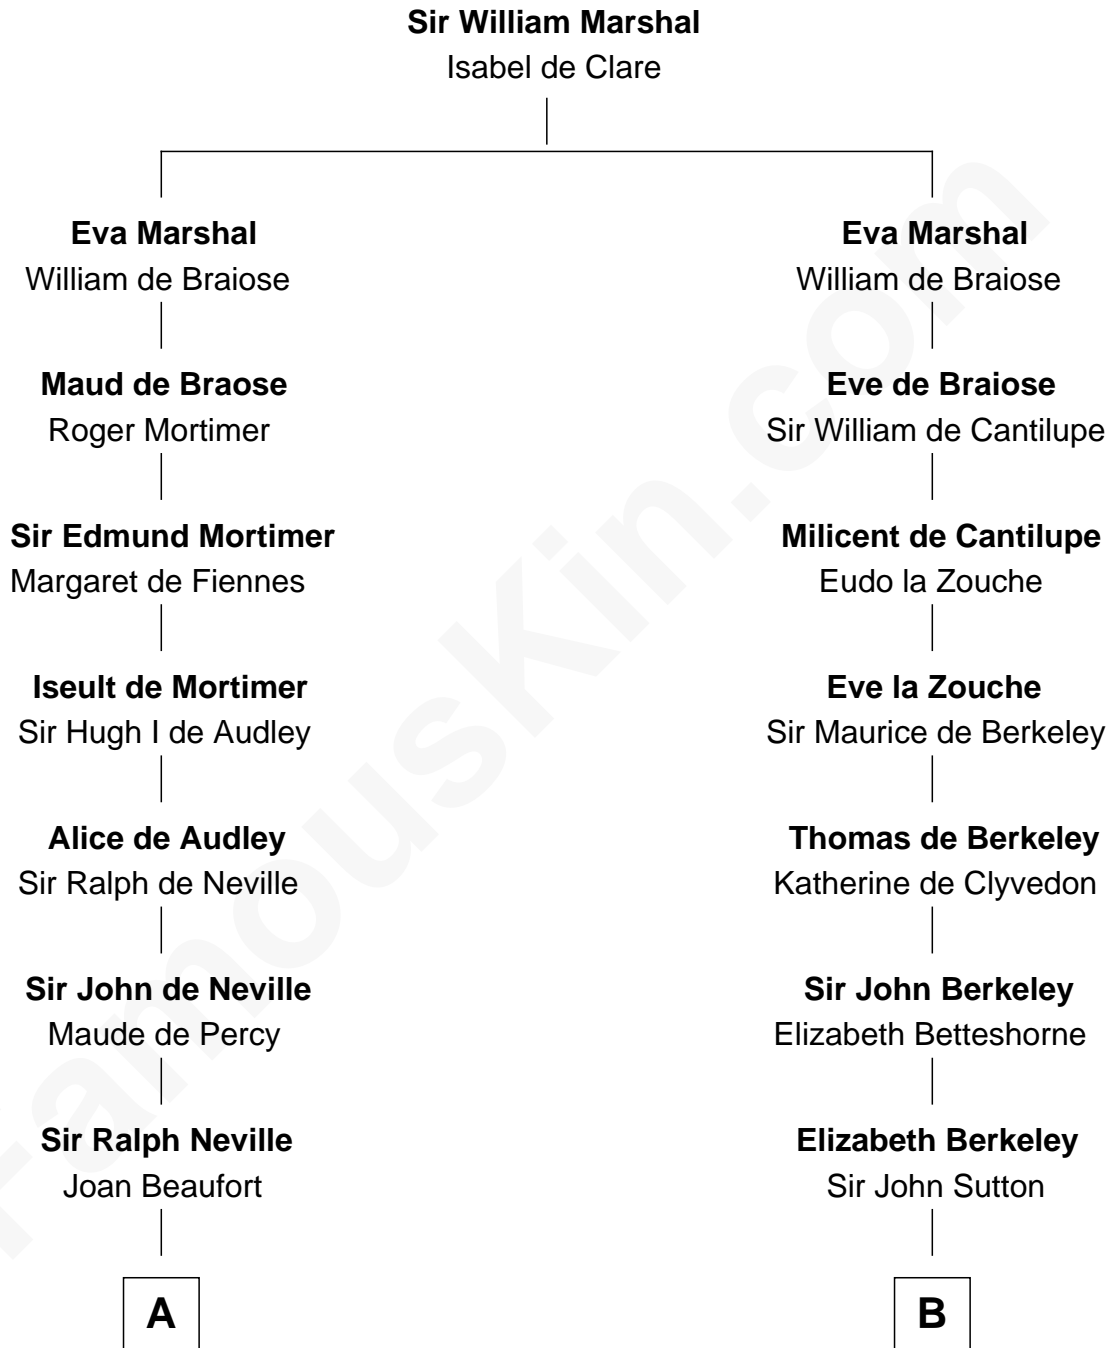 Sir William Marshal
Isabel de Clare
Eva Marshal
William de Braiose
Maud de Braose
Roger Mortimer
Sir Edmund Mortimer
Margaret de Fiennes
Iseult de Mortimer
Sir Hugh I de Audley
Alice de Audley
Sir Ralph de Neville
Sir John de Neville
Maude de Percy
Sir Ralph Neville
Joan Beaufort
A
Eva Marshal
William de Braiose
Eve de Braiose
Sir William de Cantilupe
Milicent de Cantilupe
Eudo la Zouche
Eve la Zouche
Sir Maurice de Berkeley
Thomas de Berkeley
Katherine de Clyvedon
Sir John Berkeley
Elizabeth Betteshorne
Elizabeth Berkeley
Sir John Sutton
B
FamousKin.com